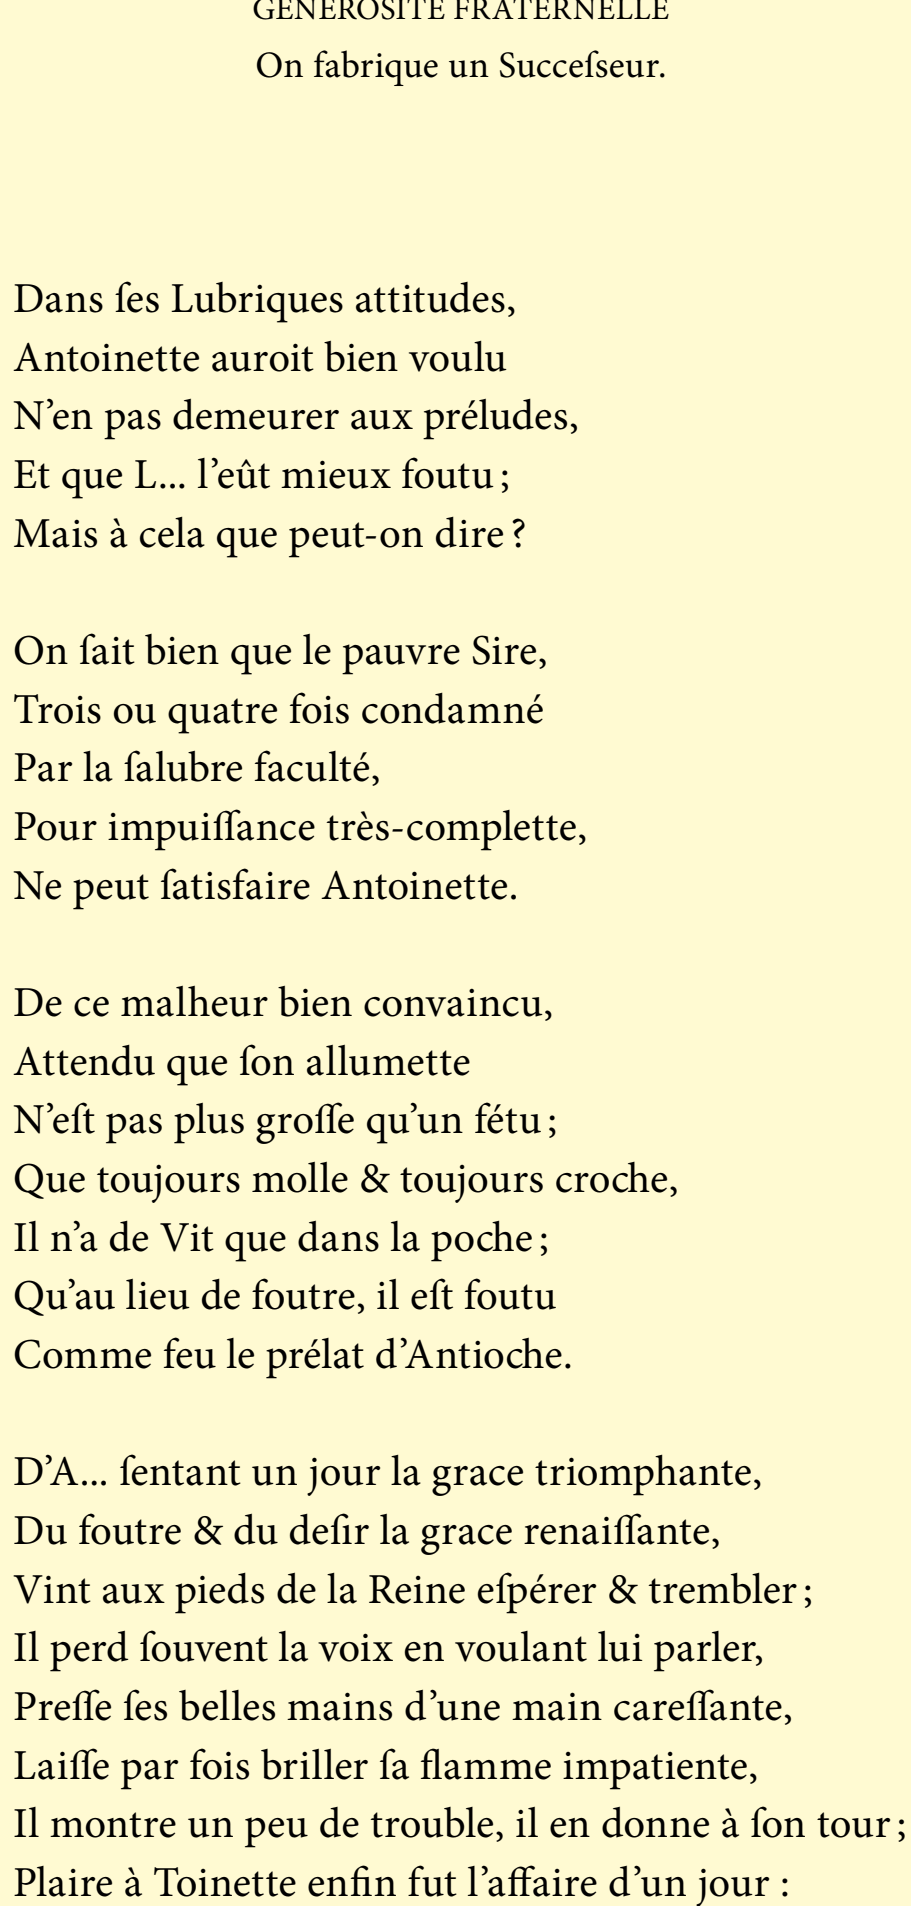 GÉNÉROSITÉ FRATERNELLE
On fabrique un Succeſseur.
Dans ſes Lubriques attitudes,
Antoinette auroit bien voulu
N’en pas demeurer aux préludes,
Et que L... l’eût mieux foutu ;
Mais à cela que peut-on dire ?
On ſait bien que le pauvre Sire,
Trois ou quatre fois condamné
Par la ſalubre faculté,
Pour impuiſſance très-complette,
Ne peut ſatisfaire Antoinette.
De ce malheur bien convaincu,
Attendu que ſon allumette
N’eſt pas plus groſſe qu’un fétu ;
Que toujours molle & toujours croche,
Il n’a de Vit que dans la poche ;
Qu’au lieu de foutre, il eſt foutu
Comme feu le prélat d’Antioche.
D’A... ſentant un jour la grace triomphante,
Du foutre & du deſir la grace renaiſſante,
Vint aux pieds de la Reine eſpérer & trembler ;
Il perd ſouvent la voix en voulant lui parler,
Preſſe ſes belles mains d’une main careſſante,
Laiſſe par fois briller ſa flamme impatiente,
Il montre un peu de trouble, il en donne à ſon tour ;
Plaire à Toinette enfin fut l’affaire d’un jour :